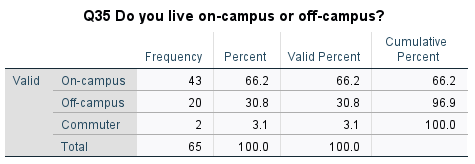 Q35 Do you live on-campus or off-campus?
Frequency Percent Valid Percent Cumulative Percent
Valid On-campus 43 66.2 66.2 66.2
Off-campus 20 30.8 30.8 96.9
Commuter 2 3.1 3.1 100.0
Total 65 100.0 100.0